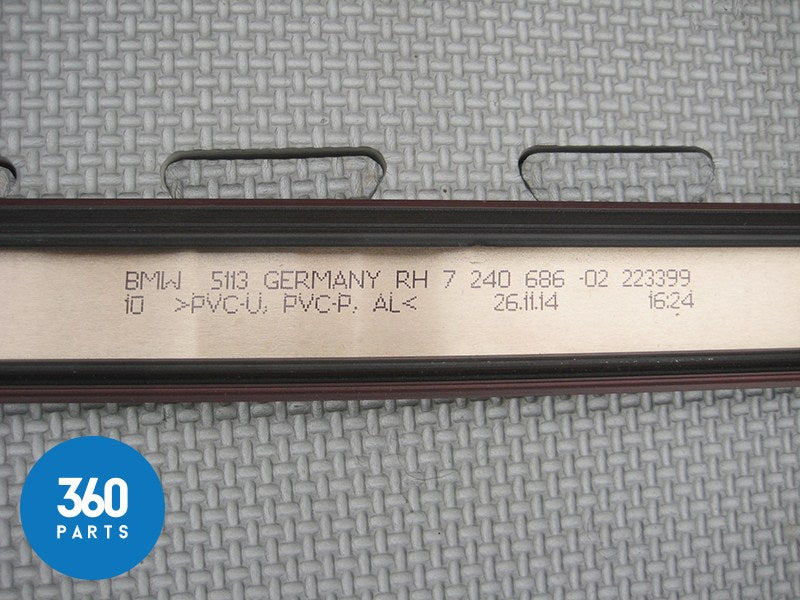 BMW 5113 GERMANY RH 7 240 686 -02 223399
10 >PVC-U, PVC-P, AL< 26.11.14 16:24
360
PARTS